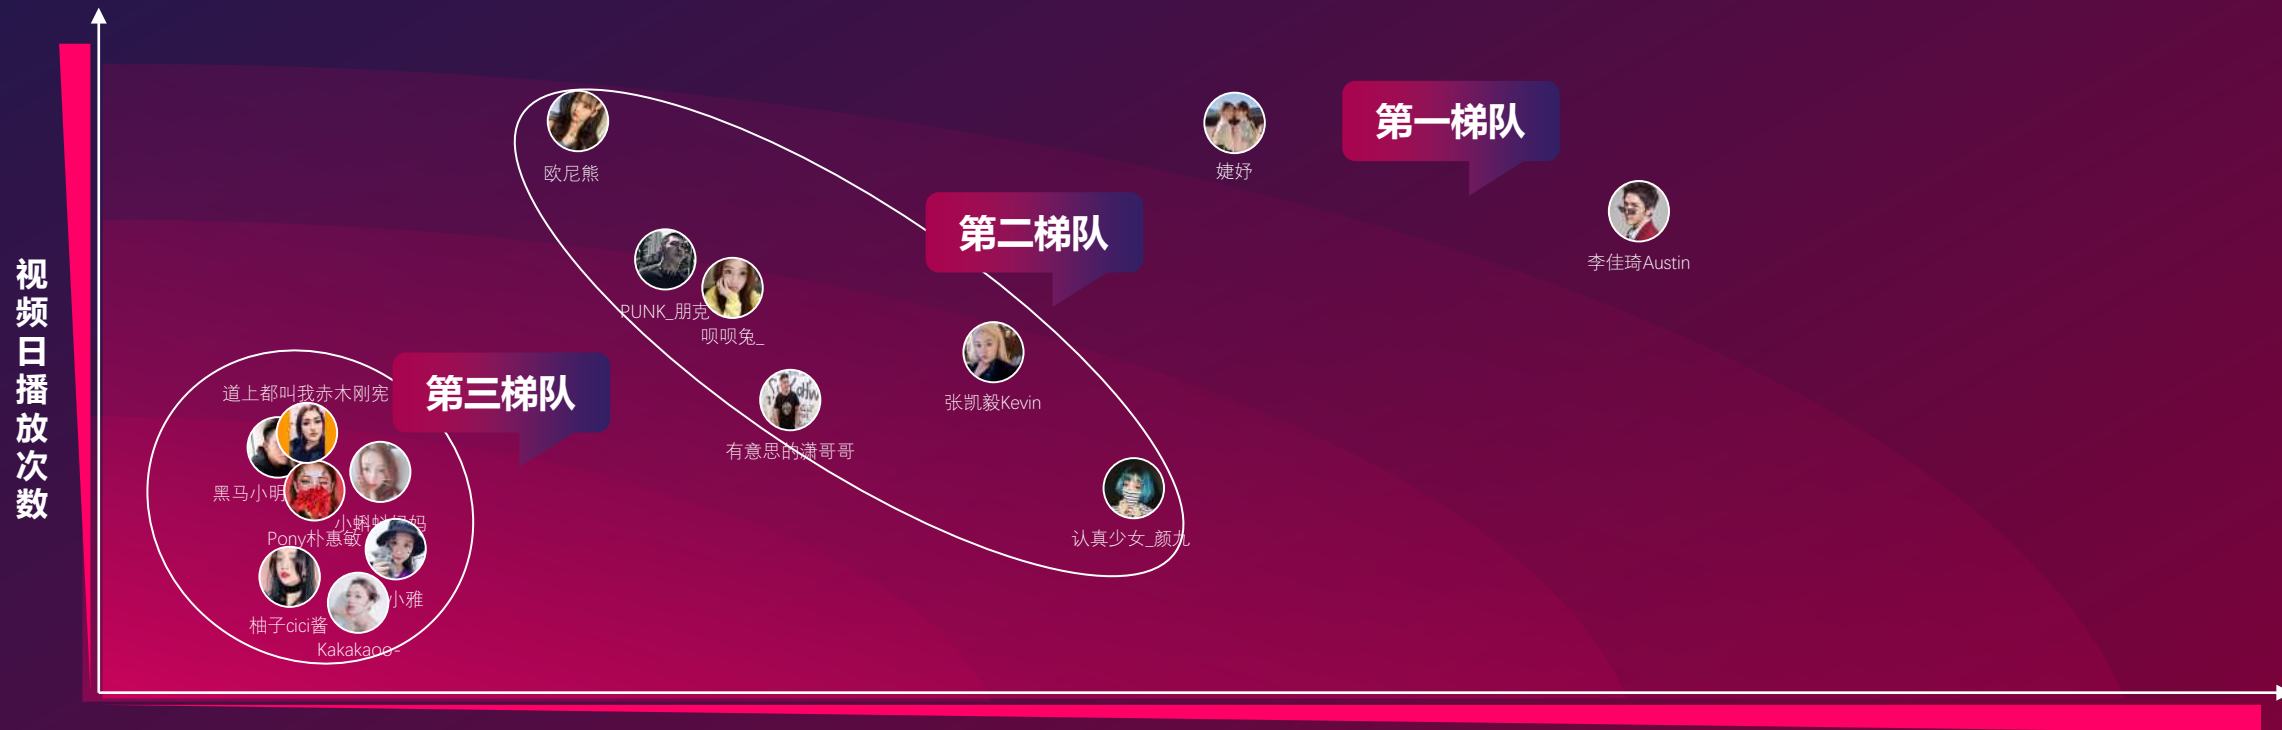 视频日播放次数
第一梯队
婕妤
李佳琦Austin
第二梯队
欧尼熊
PUNK_朋克
呗呗兔_
张凯毅Kevin
有意思的潇哥哥
认真少女_颜九
第三梯队
道上都叫我赤木刚宪
黑马小明
小蝌蚪妈妈
Pony朴惠敏
小雅
柚子cici酱
Kakakaoo-